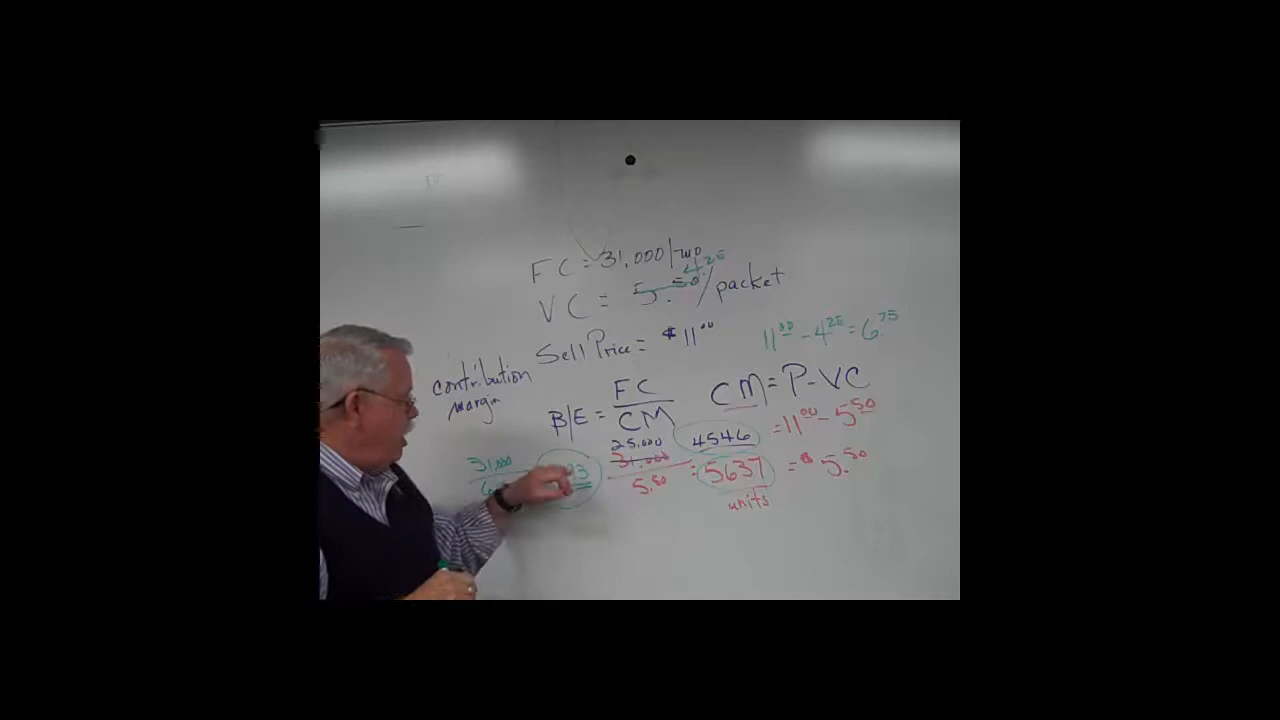 FC = 31,000/mo
4.25
VC = 5.50/packet
Sell Price = $11.00
11.00 - 4.25 = 6.75
contribution
margin
B/E = FC
CM
CM = P-VC
25,000
4546
= 11.00 - 5.50
31,000
31,000
5.50
= 5637
= $5.50
units